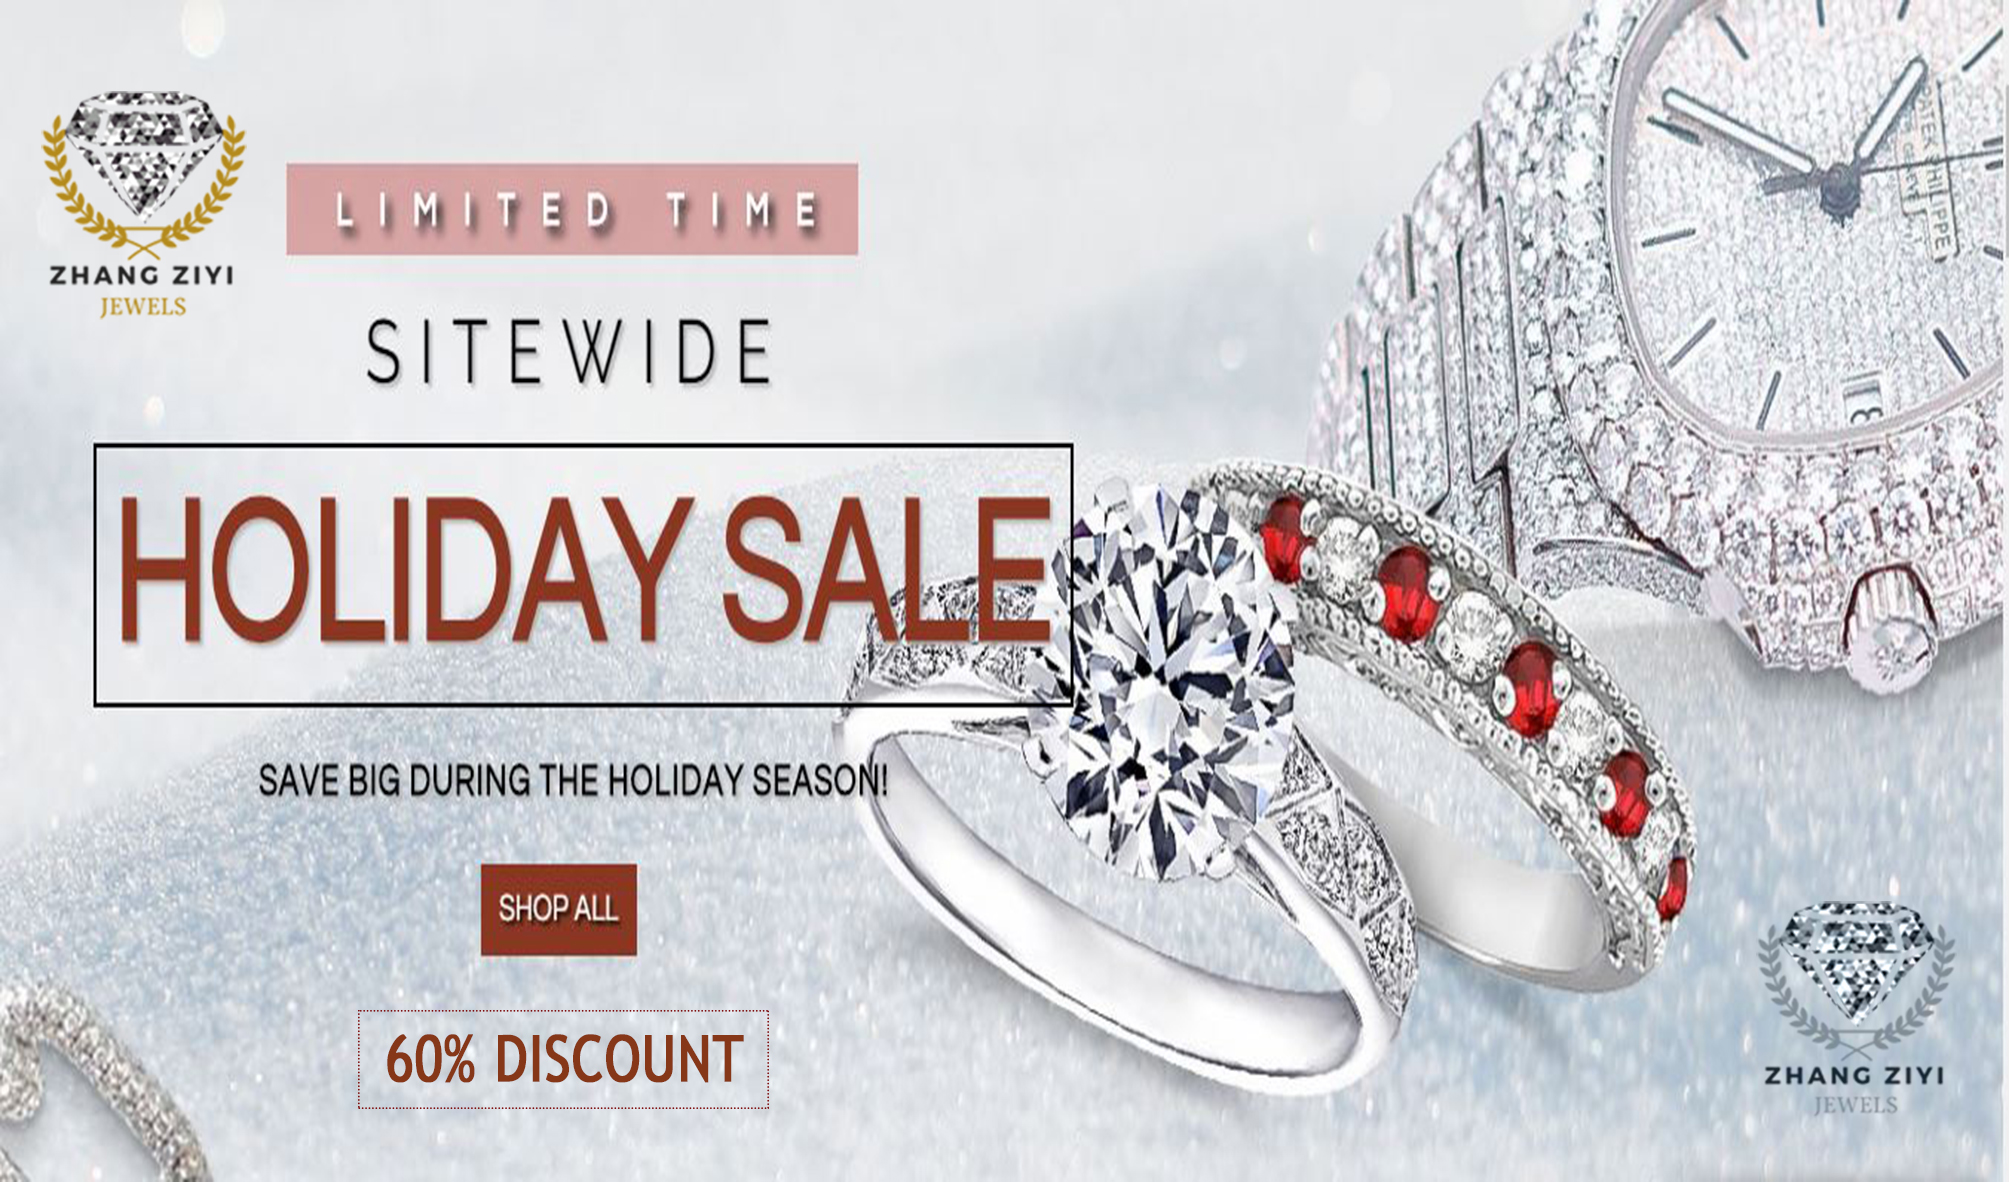 ZHANG ZIYI
JEWELS
LIMITED TIME
SITEWIDE
HOLIDAY SALE
SAVE BIG DURING THE HOLIDAY SEASON!
SHOP ALL
60% DISCOUNT
ZHANG ZIYI
JEWELS